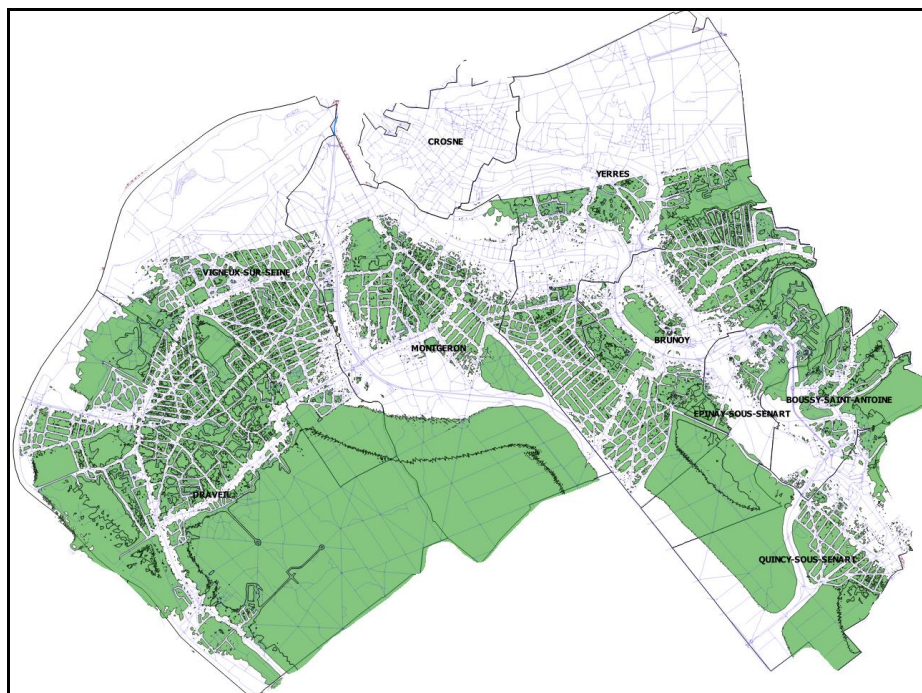 CROSNE
YERRES
VIGNEUX-SUR-SEINE
BRUNOY
MONTGERON
BOUSSY-SAINT-ANTOINE
EPINAY-SOUS-SENART
DRAVEIL
QUINCY-SOUS-SENART